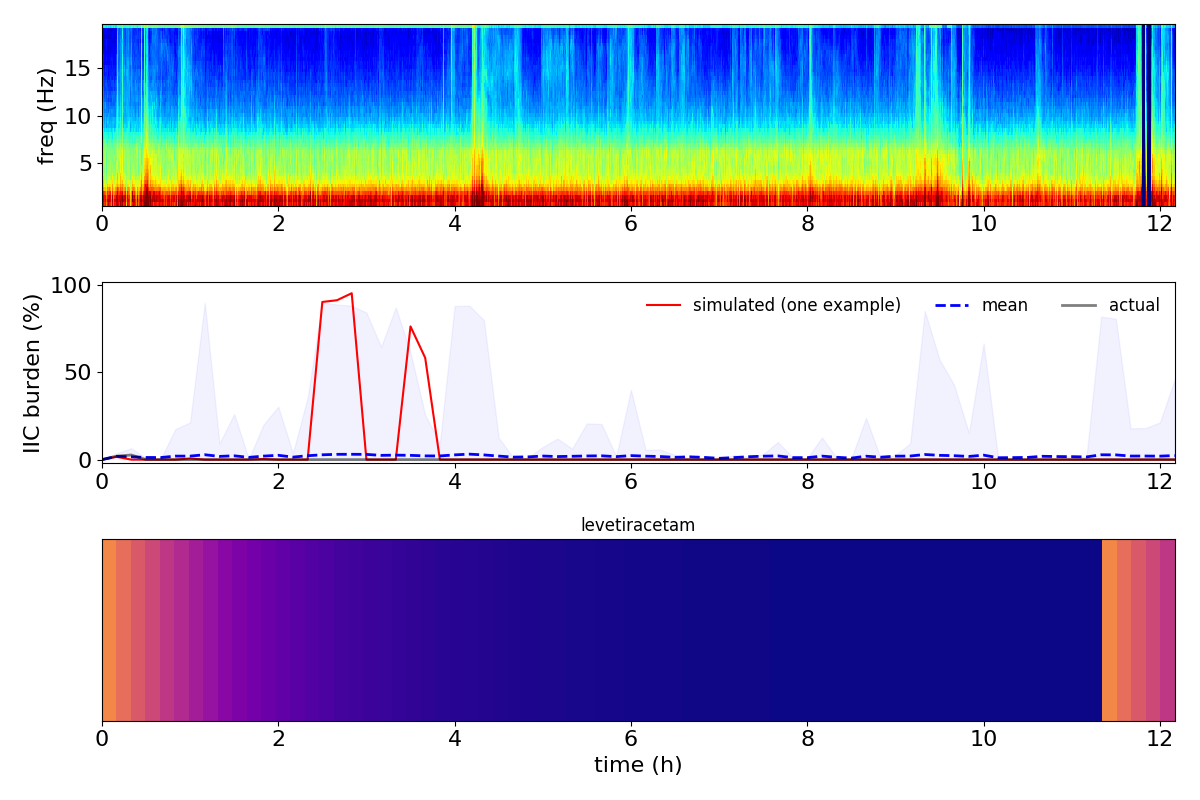 freq (Hz)
15
10
5
0 2 4 6 8 10 12
IIC burden (%)
100
50
0
simulated (one example) mean actual
0 2 4 6 8 10 12
levetiracetam
0 2 4 6 8 10 12
time (h)